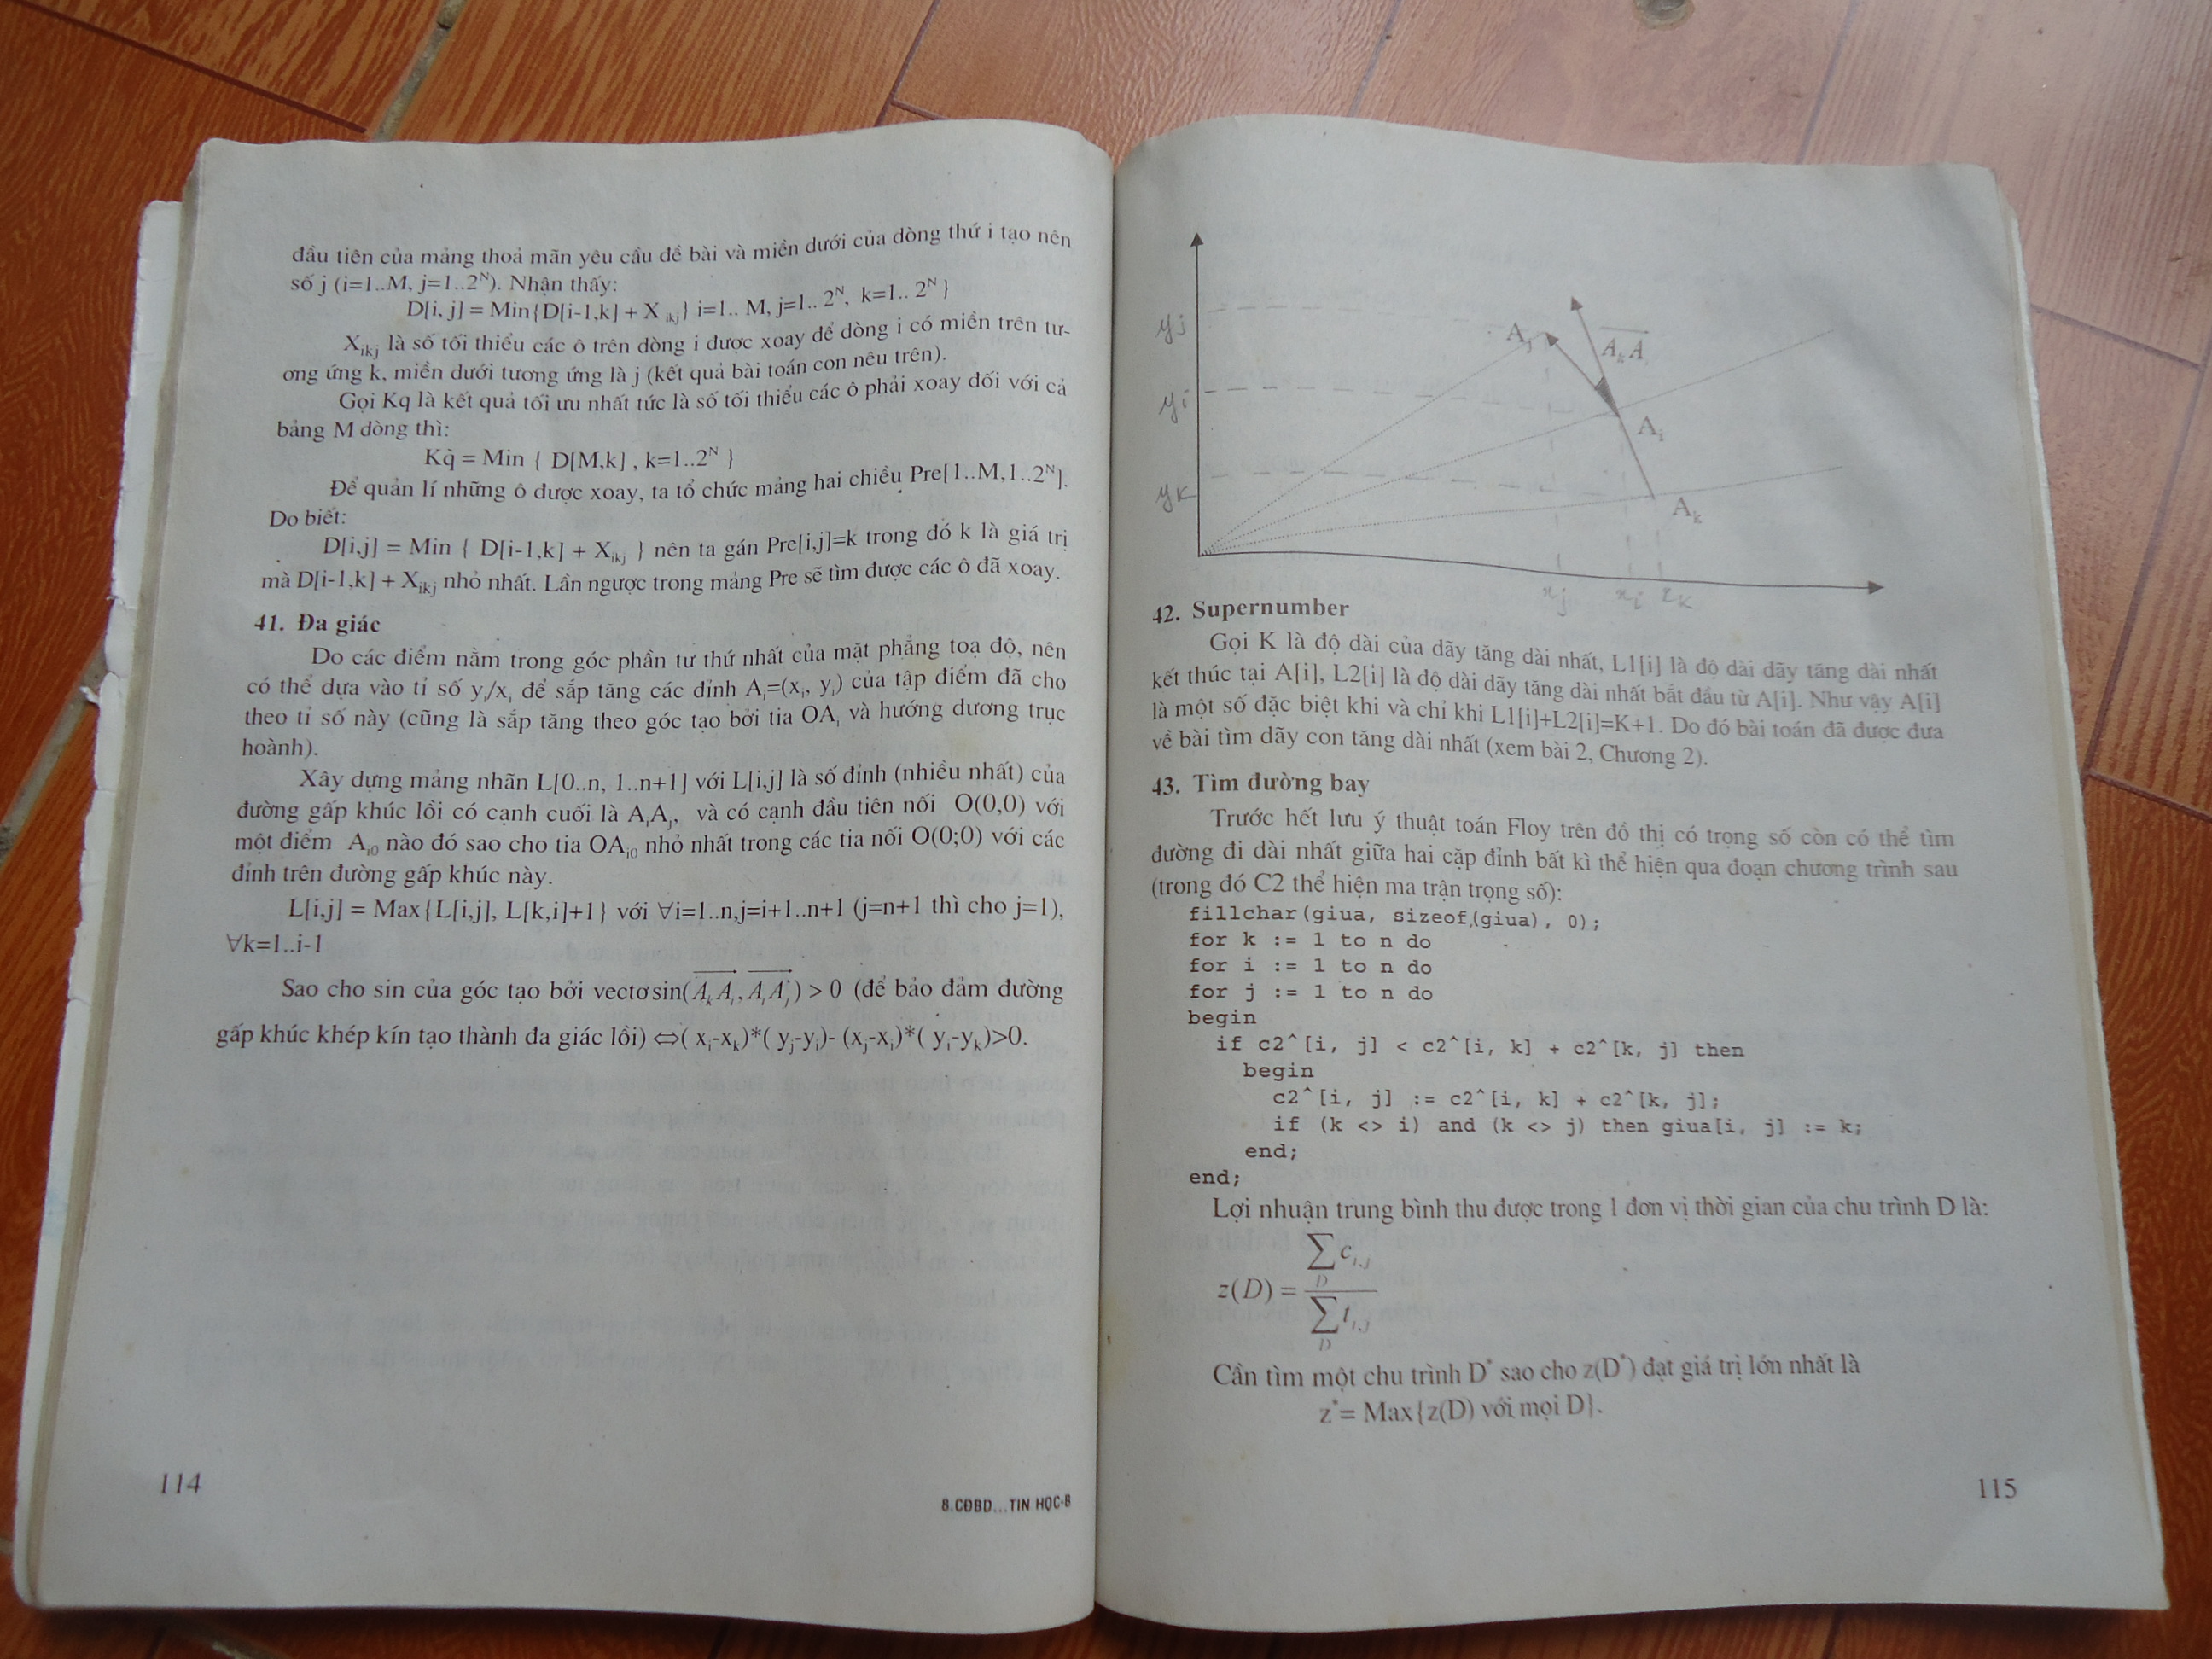 đầu tiên của mảng thoả mãn yêu cầu đề bài và miền dưới của dòng thứ i tạo nên
số j (i=1..M, j=1..2^N). Nhận thấy:
D[i, j] = Min{D[i-1,k] + X_ikj} i=1.. M, j=1.. 2^N, k=1.. 2^N }
X_ikj là số tối thiểu các ô trên dòng i được xoay để dòng i có miền trên tư-
ơng ứng k, miền dưới tương ứng là j (kết quả bài toán con nêu trên).
Gọi Kq là kết quả tối ưu nhất tức là số tối thiểu các ô phải xoay đối với cả
bảng M dòng thì:
Kq = Min { D[M,k] , k=1..2^N }
Để quản lí những ô được xoay, ta tổ chức mảng hai chiều Pre[1..M,1..2^N].
Do biết:
D[i,j] = Min { D[i-1,k] + X_ikj } nên ta gán Pre[i,j]=k trong đó k là giá trị
mà D[i-1,k] + X_ikj nhỏ nhất. Lần ngược trong mảng Pre sẽ tìm được các ô đã xoay.
41. Đa giác
Do các điểm nằm trong góc phần tư thứ nhất của mặt phẳng toạ độ, nên
có thể dựa vào tỉ số y_i/x_i để sắp tăng các đỉnh A_i=(x_i, y_i) của tập điểm đã cho
theo tỉ số này (cũng là sắp tăng theo góc tạo bởi tia OA_i và hướng dương trục
hoành).
Xây dựng mảng nhãn L[0..n, 1..n+1] với L[i,j] là số đỉnh (nhiều nhất) của
đường gấp khúc lồi có cạnh cuối là A_iA_j, và có cạnh đầu tiên nối O(0,0) với
một điểm A_i0 nào đó sao cho tia OA_i0 nhỏ nhất trong các tia nối O(0;0) với các
đỉnh trên đường gấp khúc này.
L[i,j] = Max{L[i,j], L[k,i]+1} với ∀i=1..n,j=i+1..n+1 (j=n+1 thì cho j=1),
∀k=1..i-1
Sao cho sin của góc tạo bởi vectơ sin(A_kA_i, A_iA_j) > 0 (để bảo đảm đường
gấp khúc khép kín tạo thành đa giác lồi) ⇔( x_i-x_k)*( y_j-y_i)- (x_j-x_i)*( y_i-y_k)>0.
114
8.CĐBD...TIN HỌC-B
yj
yi
yk
A_j
A_kA_i
A_i
A_k
xj xi xk
42. Supernumber
Gọi K là độ dài của dãy tăng dài nhất, L1[i] là độ dài dãy tăng dài nhất
kết thúc tại A[i], L2[i] là độ dài dãy tăng dài nhất bắt đầu từ A[i]. Như vậy A[i]
là một số đặc biệt khi và chỉ khi L1[i]+L2[i]=K+1. Do đó bài toán đã được đưa
về bài tìm dãy con tăng dài nhất (xem bài 2, Chương 2).
43. Tìm đường bay
Trước hết lưu ý thuật toán Floy trên đồ thị có trọng số còn có thể tìm
đường đi dài nhất giữa hai cặp đỉnh bất kì thể hiện qua đoạn chương trình sau
(trong đó C2 thể hiện ma trận trọng số):
fillchar(giua, sizeof(giua), 0);
for k := 1 to n do
for i := 1 to n do
for j := 1 to n do
begin
if c2^[i, j] < c2^[i, k] + c2^[k, j] then
begin
c2^[i, j] := c2^[i, k] + c2^[k, j];
if (k <> i) and (k <> j) then giua[i, j] := k;
end;
end;
Lợi nhuận trung bình thu được trong 1 đơn vị thời gian của chu trình D là:
z(D) = ∑_D c_i,j / ∑_D t_i,j
Cần tìm một chu trình D* sao cho z(D*) đạt giá trị lớn nhất là
z*= Max{z(D) với mọi D}.
115